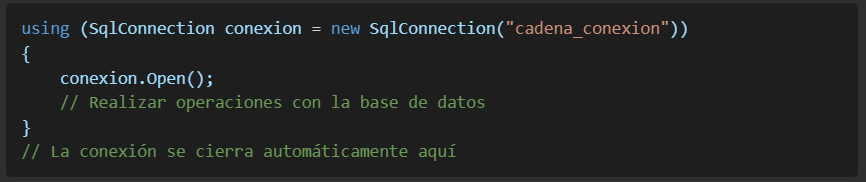 using (SqlConnection conexion = new SqlConnection("cadena_conexion"))
{
    conexion.Open();
    // Realizar operaciones con la base de datos
}
// La conexión se cierra automáticamente aquí